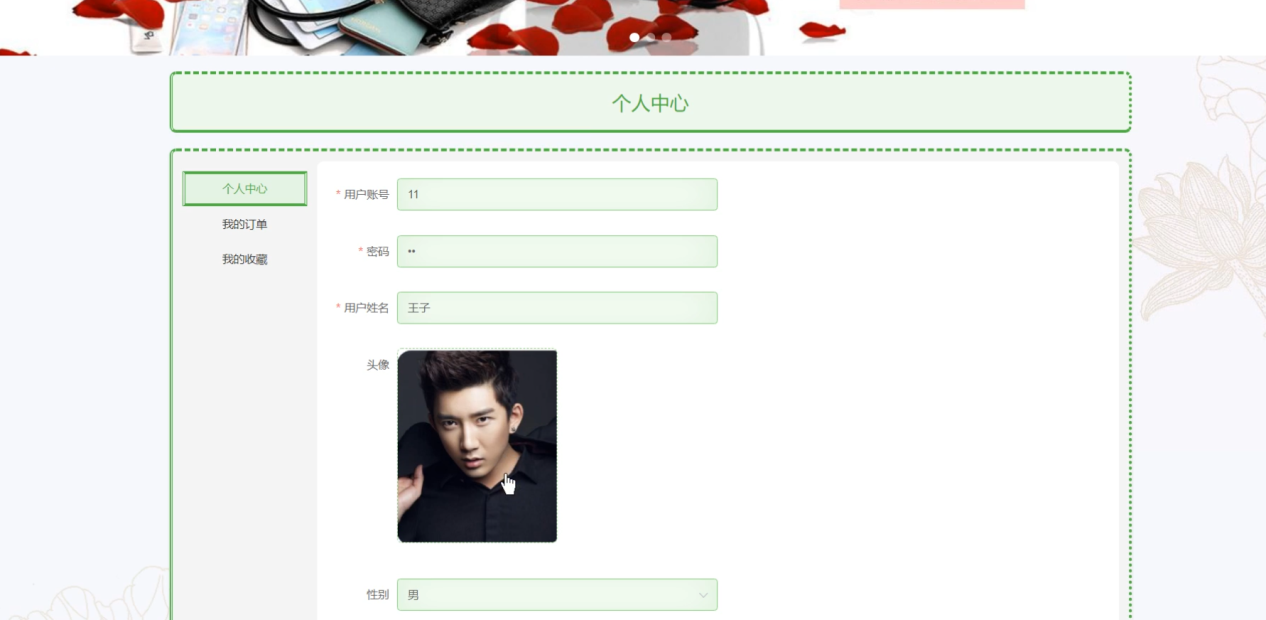 个人中心
个人中心
我的订单
我的收藏
* 用户账号 11
* 密码 ••
* 用户姓名 王子
头像
性别 男